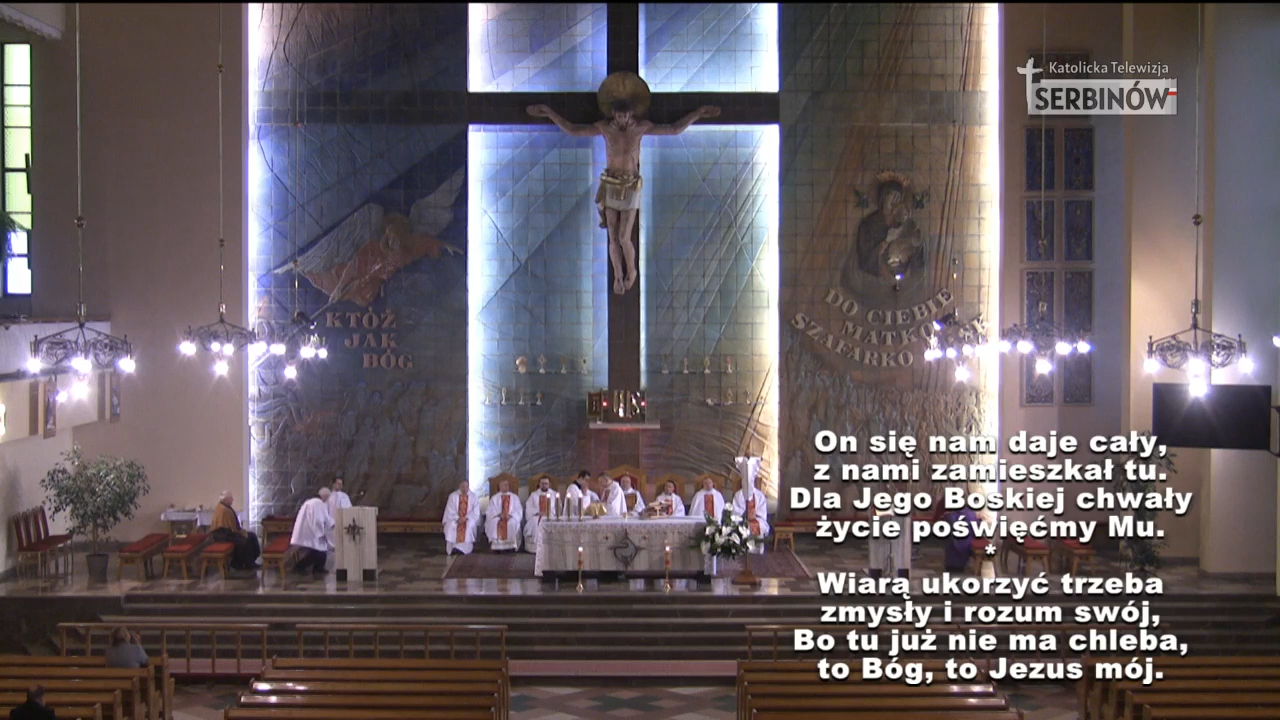 Katolicka Telewizja
SERBINÓW
KTÓŻ
JAK
BÓG
DO CIEBIE
MATKO
SZAFARKO
On się nam daje cały,
z nami zamieszkał tu.
Dla Jego Boskiej chwały
życie poświęćmy Mu.
*
Wiarą ukorzyć trzeba
zmysły i rozum swój,
Bo tu już nie ma chleba,
to Bóg, to Jezus mój.